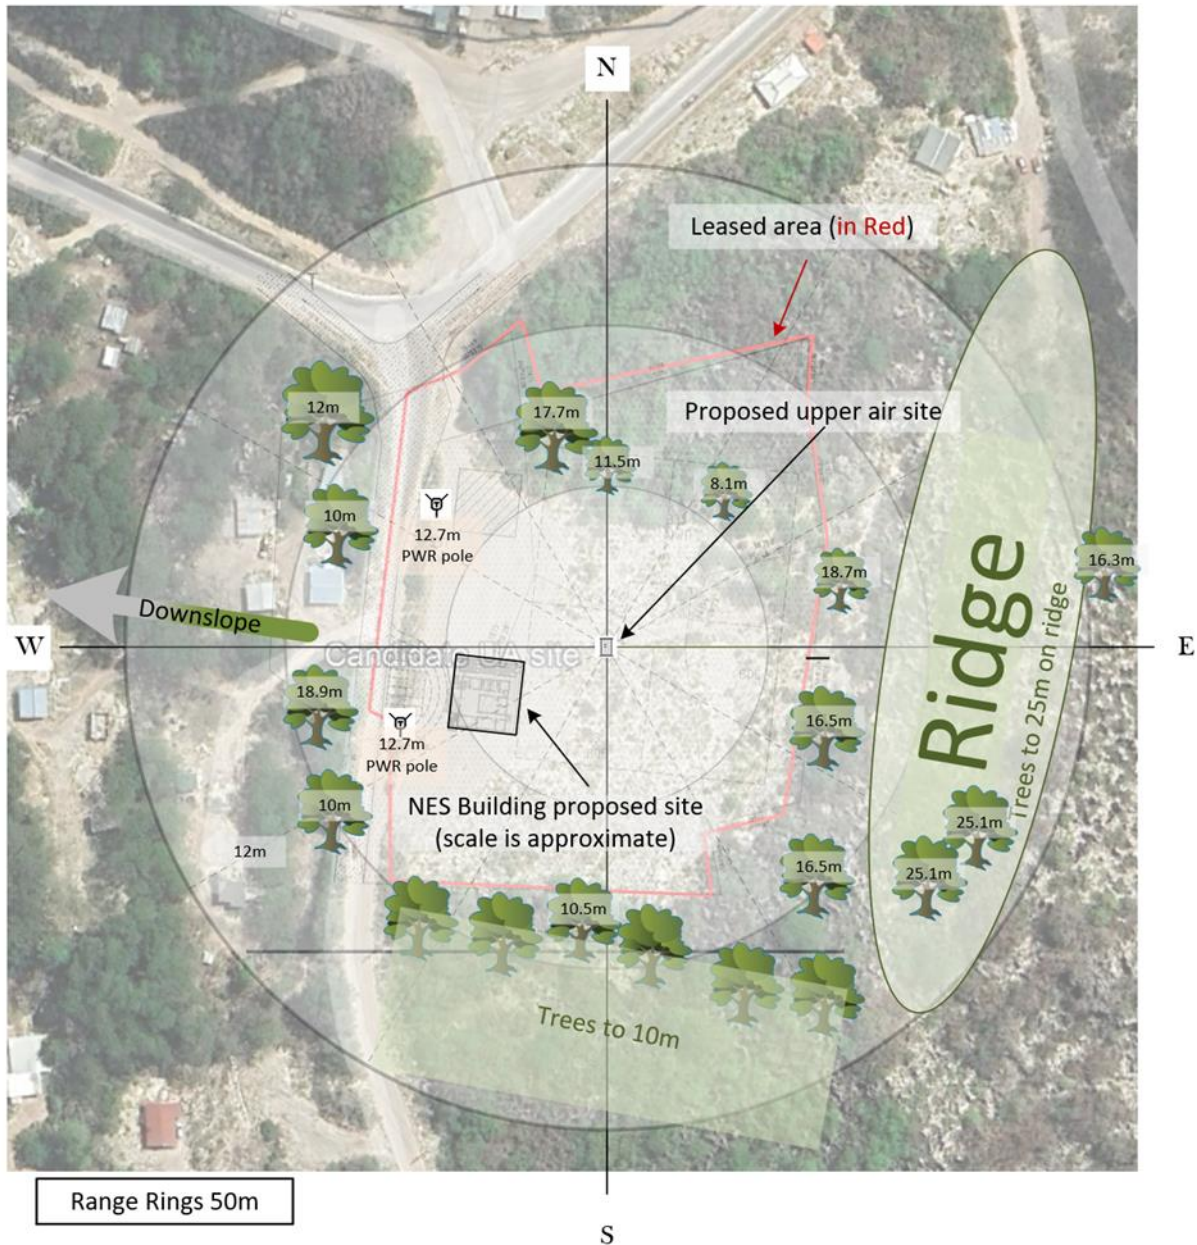 N
Leased area (in Red)
12m
17.7m
Proposed upper air site
11.5m
8.1m
10m
12.7m
PWR pole
18.7m
16.3m
Ridge
Trees to 25m on ridge
Downslope
W
Candidate UA site
E
18.9m
16.5m
12.7m
PWR pole
10m
NES Building proposed site
(scale is approximate)
12m
25.1m
16.5m
25.1m
10.5m
Trees to 10m
Range Rings 50m
S